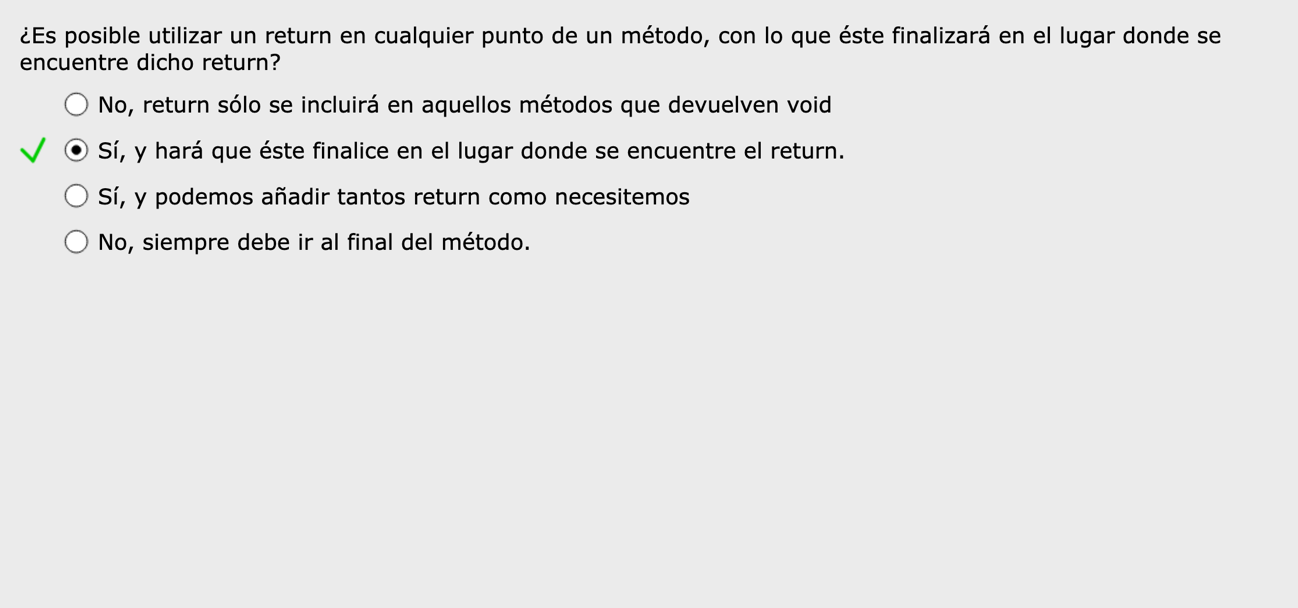 ¿Es posible utilizar un return en cualquier punto de un método, con lo que éste finalizará en el lugar donde se
encuentre dicho return?
No, return sólo se incluirá en aquellos métodos que devuelven void
Sí, y hará que éste finalice en el lugar donde se encuentre el return.
Sí, y podemos añadir tantos return como necesitemos
No, siempre debe ir al final del método.